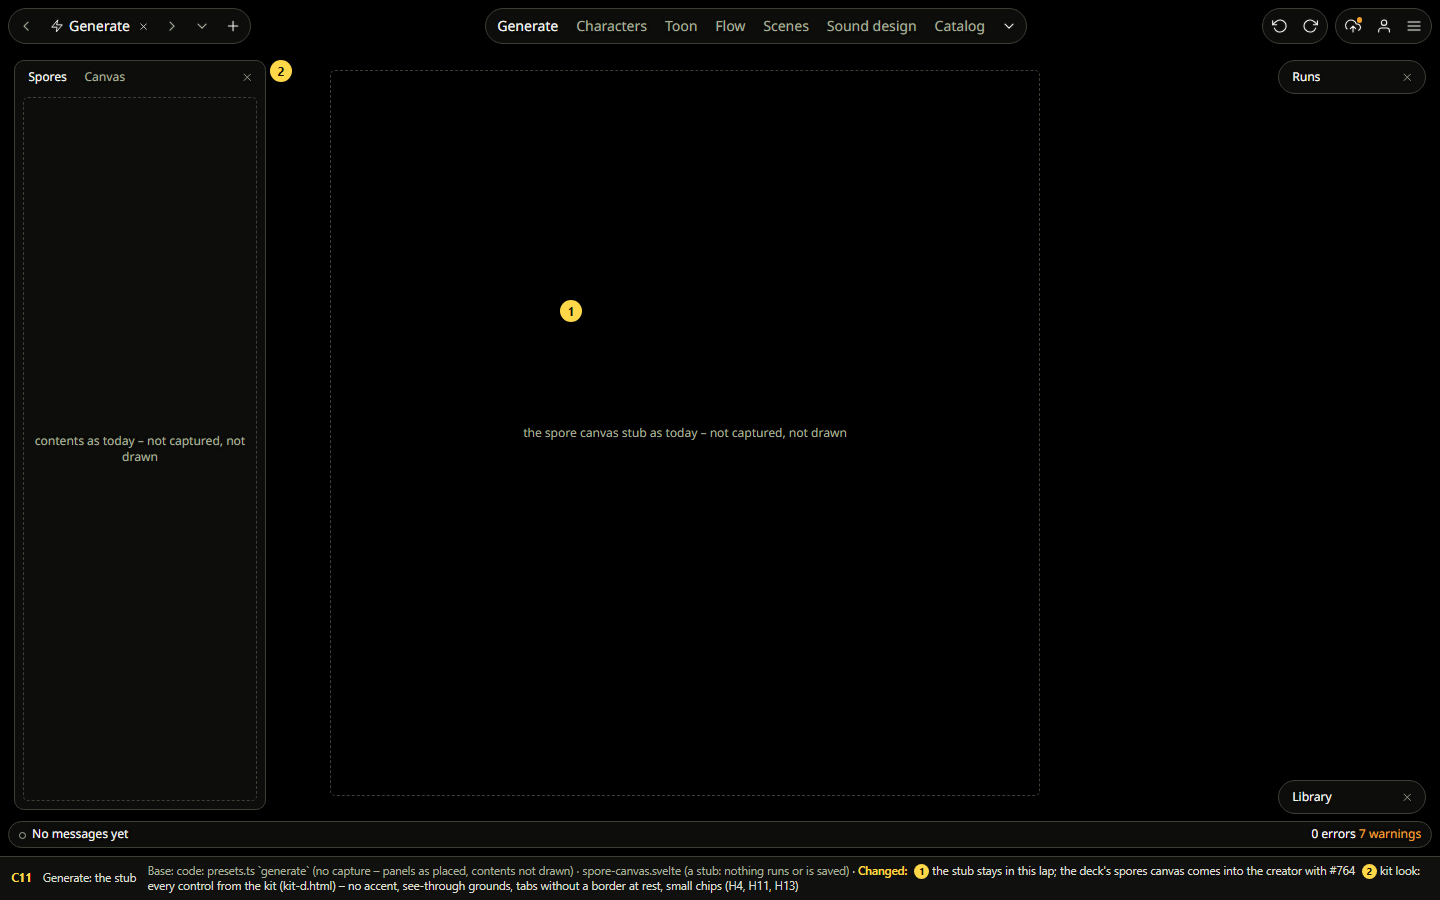 Generate
Generate Characters Toon Flow Scenes Sound design Catalog
Spores Canvas
2
Runs
1
the spore canvas stub as today – not captured, not drawn
contents as today – not captured, not
drawn
Library
No messages yet
0 errors 7 warnings
C11 Generate: the stub
Base: code: presets.ts `generate` (no capture – panels as placed, contents not drawn) · spore-canvas.svelte (a stub: nothing runs or is saved) · Changed: 1 the stub stays in this lap; the deck's spores canvas comes into the creator with #764 2 kit look:
every control from the kit (kit-d.html) – no accent, see-through grounds, tabs without a border at rest, small chips (H4, H11, H13)